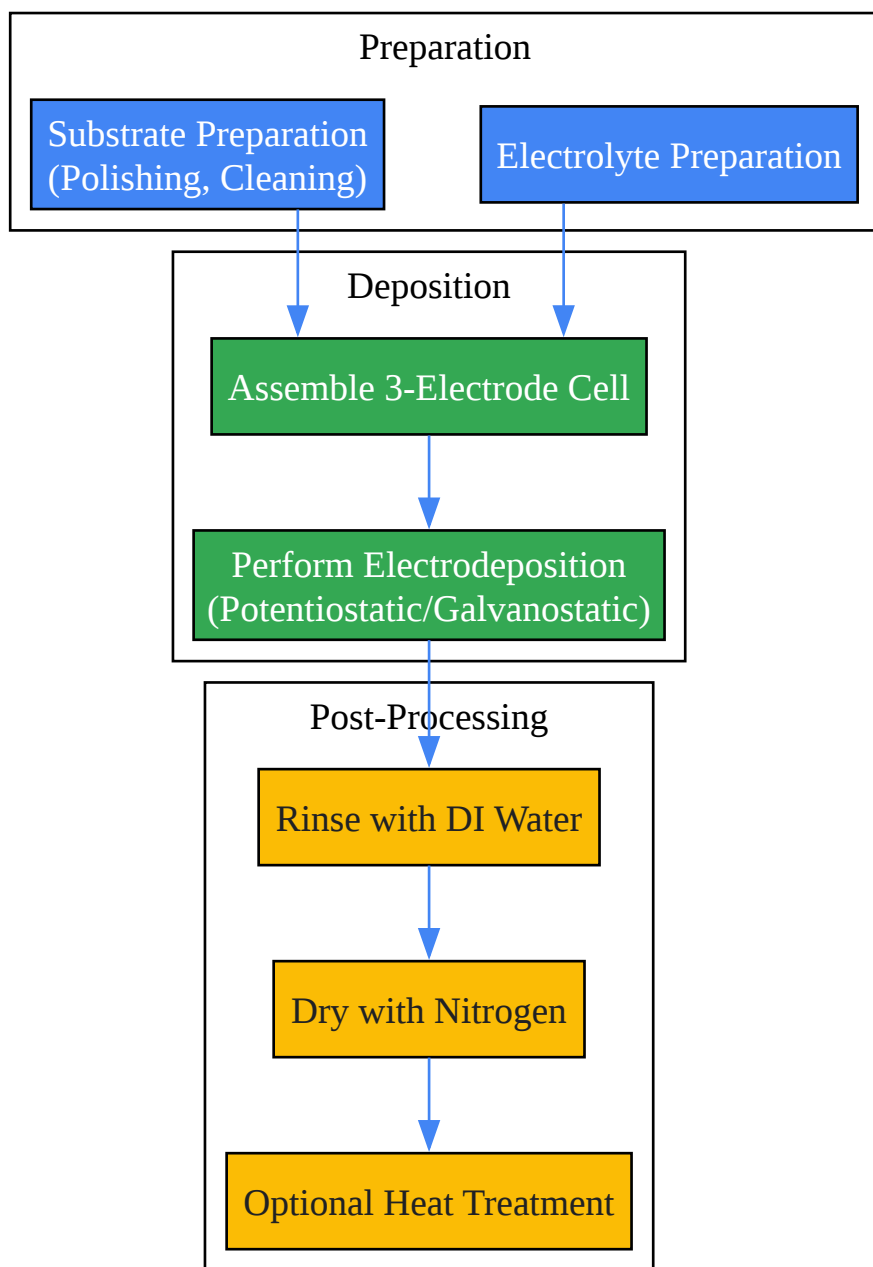 Preparation
Substrate Preparation
(Polishing, Cleaning)
Electrolyte Preparation
Deposition
Assemble 3-Electrode Cell
Perform Electrodeposition
(Potentiostatic/Galvanostatic)
Post-Processing
Rinse with DI Water
Dry with Nitrogen
Optional Heat Treatment